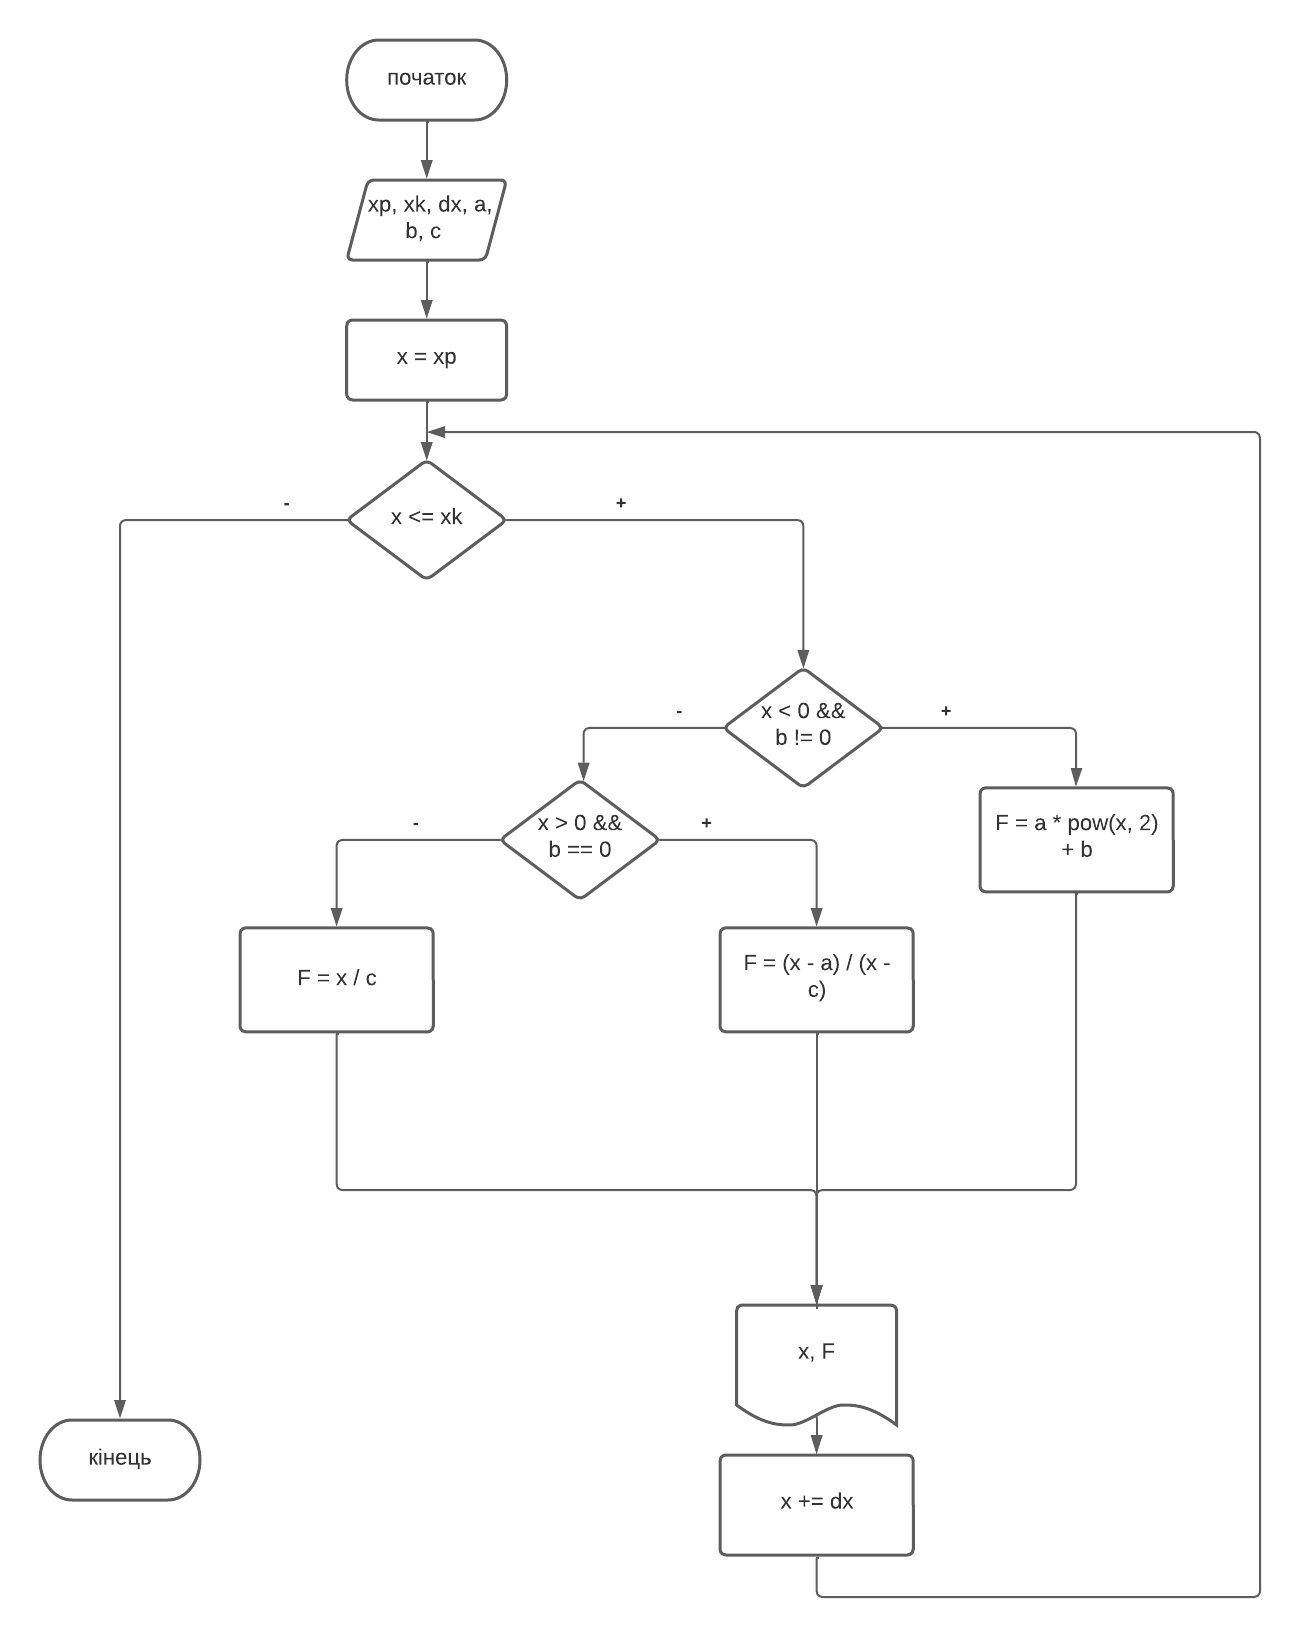 початок
xp, xk, dx, a,
b, c
x = xp
-
+
x <= xk
-
+
x < 0 &&
b != 0
-
+
x > 0 &&
b == 0
F = a * pow(x, 2)
+ b
F = x / c
F = (x - a) / (x -
c)
x, F
кінець
x += dx